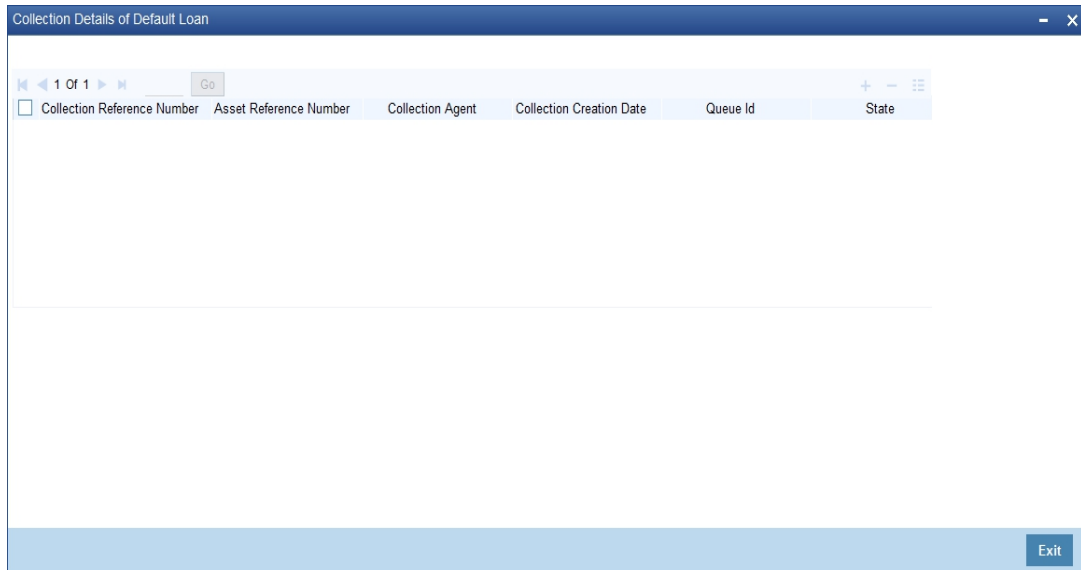 Collection Details of Default Loan
1 Of 1 Go
Collection Reference Number Asset Reference Number Collection Agent Collection Creation Date Queue Id State
Exit